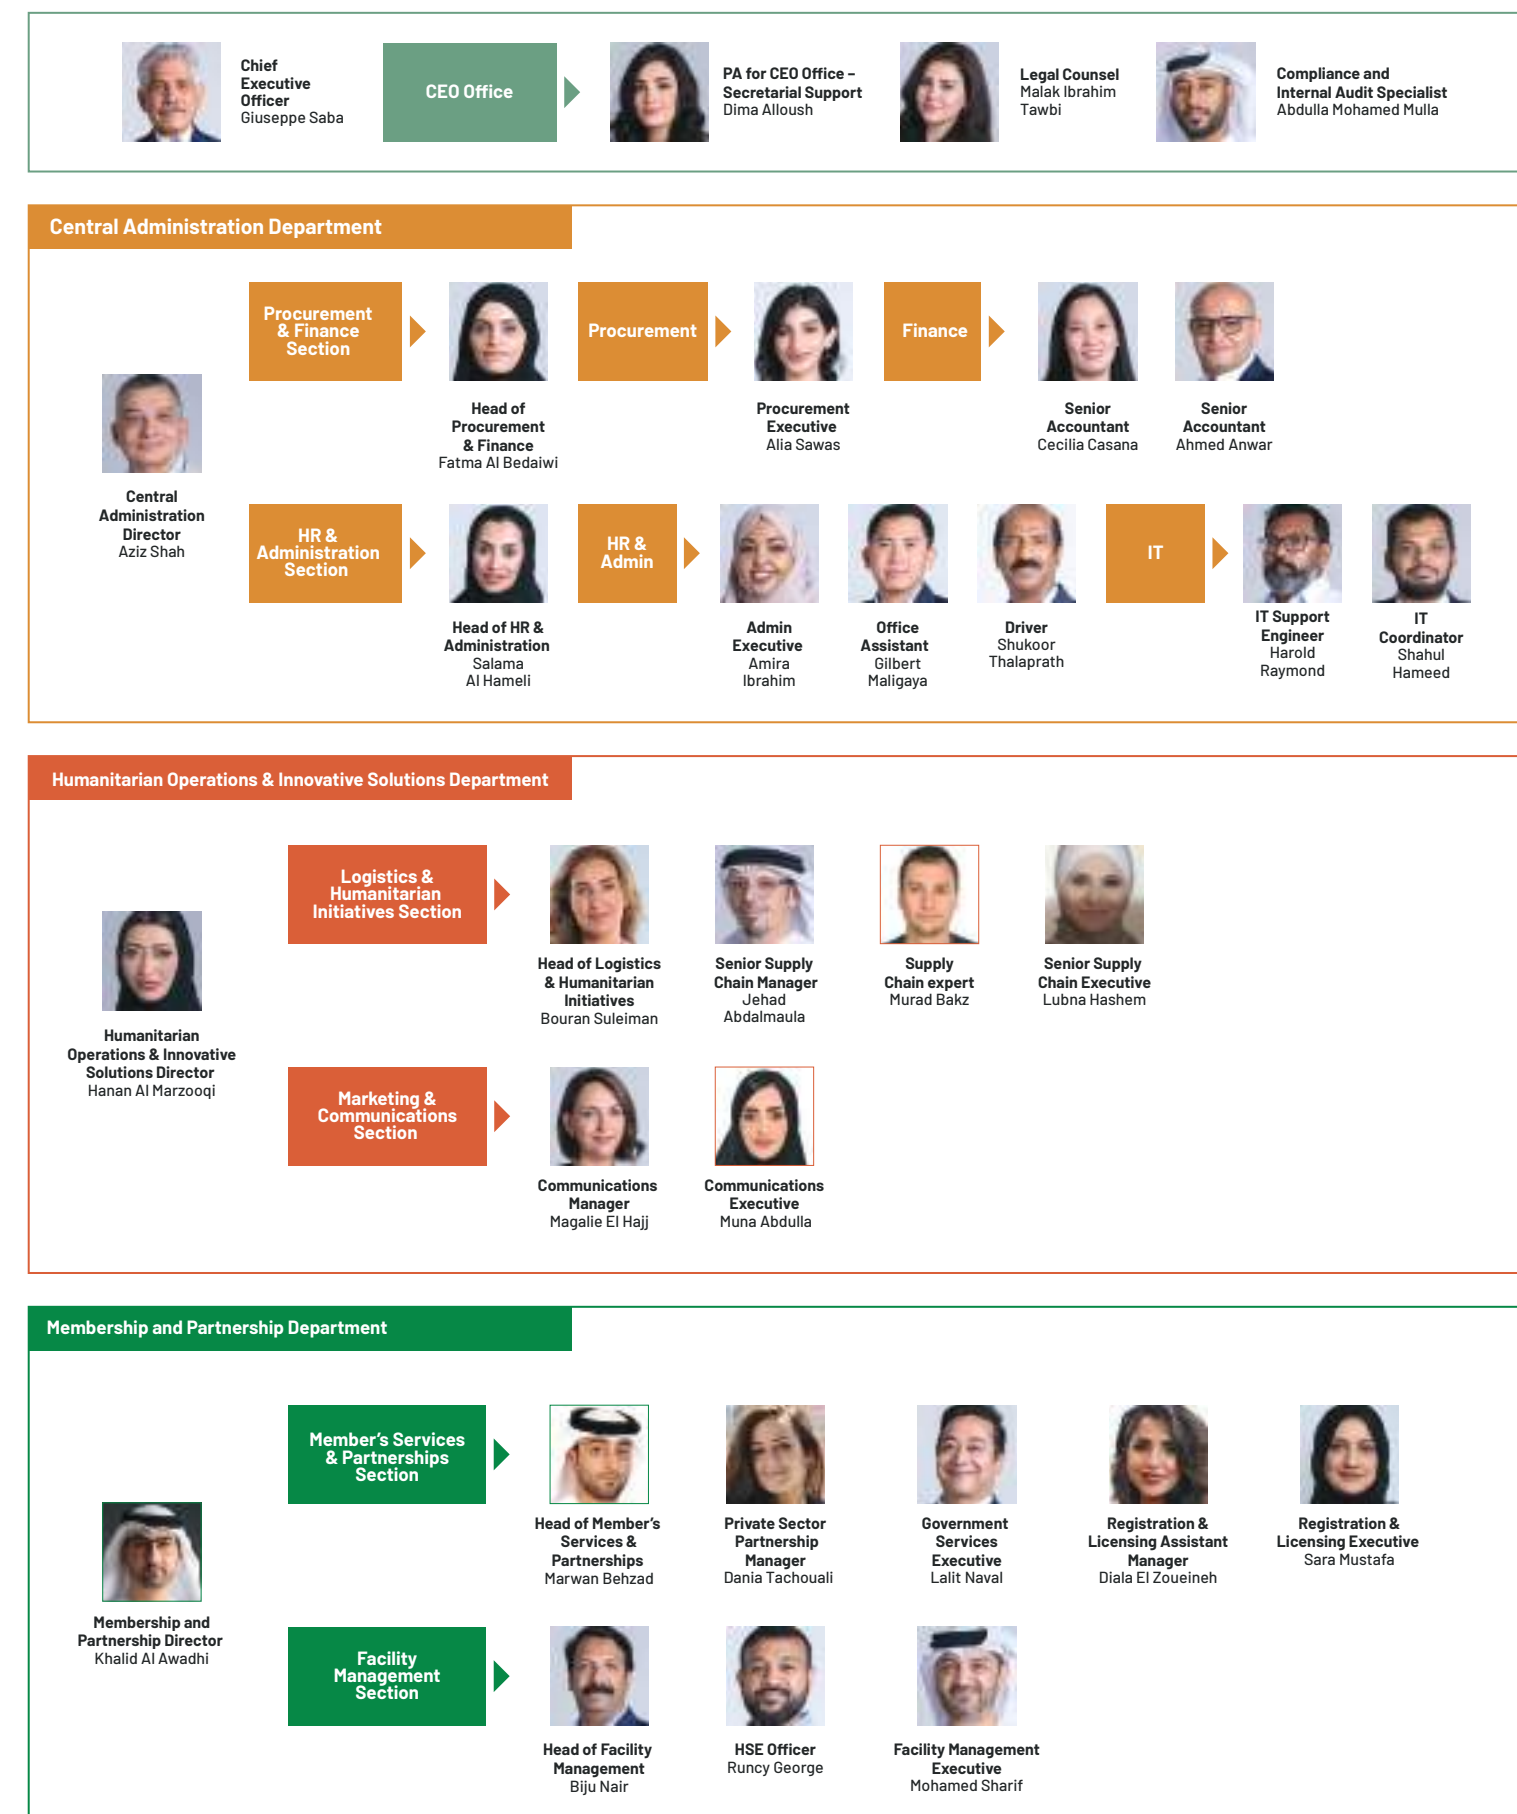 Chief
Executive
Officer
Giuseppe Saba
CEO Office
PA for CEO Office –
Secretarial Support
Dima Alloush
Legal Counsel
Malak Ibrahim
Tawbi
Compliance and
Internal Audit Specialist
Abdulla Mohamed Mulla
Central Administration Department
Central
Administration
Director
Aziz Shah
Procurement
& Finance
Section
Head of
Procurement
& Finance
Fatma Al Bedaiwi
Procurement
Procurement
Executive
Alia Sawas
Finance
Senior
Accountant
Cecilia Casana
Senior
Accountant
Ahmed Anwar
HR &
Administration
Section
Head of HR &
Administration
Salama
Al Hameli
HR &
Admin
Admin
Executive
Amira
Ibrahim
Office
Assistant
Gilbert
Maligaya
Driver
Shukoor
Thalaprath
IT
IT Support
Engineer
Harold
Raymond
IT
Coordinator
Shahul
Hameed
Humanitarian Operations & Innovative Solutions Department
Humanitarian
Operations & Innovative
Solutions Director
Hanan Al Marzooqi
Logistics &
Humanitarian
Initiatives Section
Head of Logistics
& Humanitarian
Initiatives
Bouran Suleiman
Senior Supply
Chain Manager
Jehad
Abdalmaula
Supply
Chain expert
Murad Bakz
Senior Supply
Chain Executive
Lubna Hashem
Marketing &
Communications
Section
Communications
Manager
Magalie El Hajj
Communications
Executive
Muna Abdulla
Membership and Partnership Department
Membership and
Partnership Director
Khalid Al Awadhi
Member’s Services
& Partnerships
Section
Head of Member’s
Services &
Partnerships
Marwan Behzad
Private Sector
Partnership
Manager
Dania Tachouali
Government
Services
Executive
Lalit Naval
Registration &
Licensing Assistant
Manager
Diala El Zoueineh
Registration &
Licensing Executive
Sara Mustafa
Facility
Management
Section
Head of Facility
Management
Biju Nair
HSE Officer
Runcy George
Facility Management
Executive
Mohamed Sharif